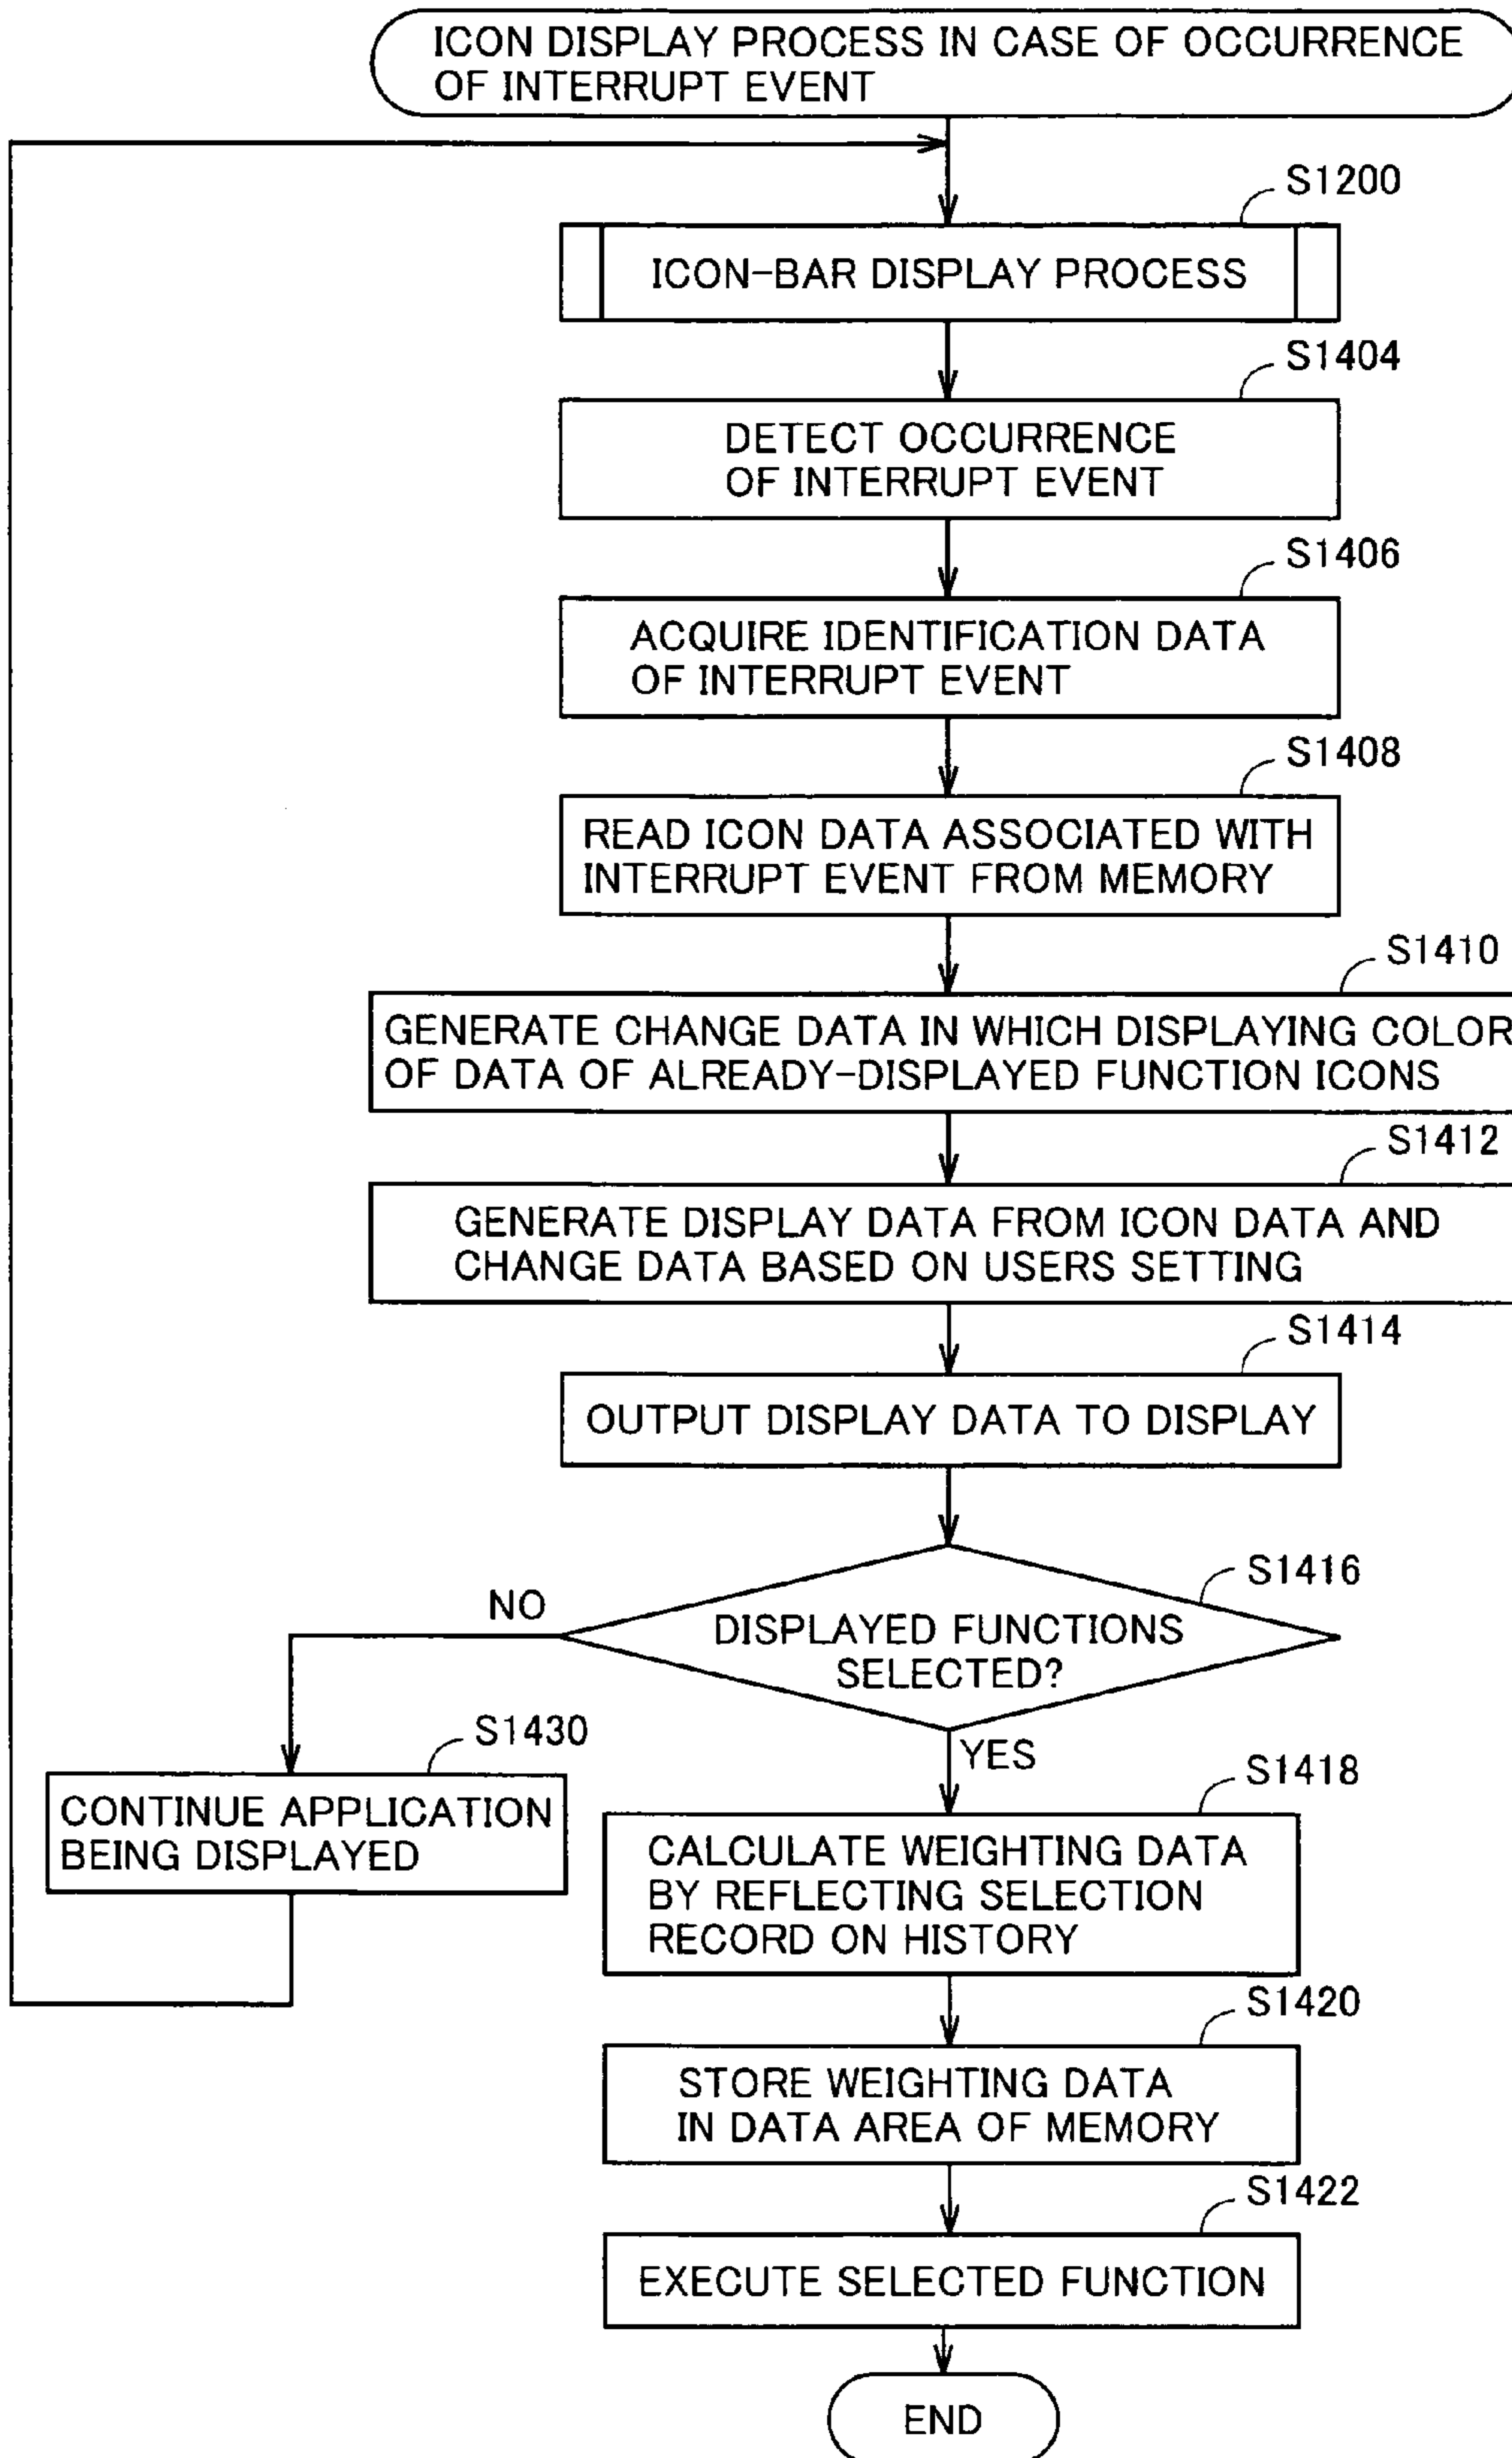 ICON DISPLAY PROCESS IN CASE OF OCCURRENCE
OF INTERRUPT EVENT
S1200
ICON-BAR DISPLAY PROCESS
S1404
DETECT OCCURRENCE
OF INTERRUPT EVENT
S1406
ACQUIRE IDENTIFICATION DATA
OF INTERRUPT EVENT
S1408
READ ICON DATA ASSOCIATED WITH
INTERRUPT EVENT FROM MEMORY
S1410
GENERATE CHANGE DATA IN WHICH DISPLAYING COLOR
OF DATA OF ALREADY-DISPLAYED FUNCTION ICONS
S1412
GENERATE DISPLAY DATA FROM ICON DATA AND
CHANGE DATA BASED ON USERS SETTING
S1414
OUTPUT DISPLAY DATA TO DISPLAY
S1416
NO
DISPLAYED FUNCTIONS
SELECTED?
S1430
YES
CONTINUE APPLICATION
BEING DISPLAYED
S1418
CALCULATE WEIGHTING DATA
BY REFLECTING SELECTION
RECORD ON HISTORY
S1420
STORE WEIGHTING DATA
IN DATA AREA OF MEMORY
S1422
EXECUTE SELECTED FUNCTION
END